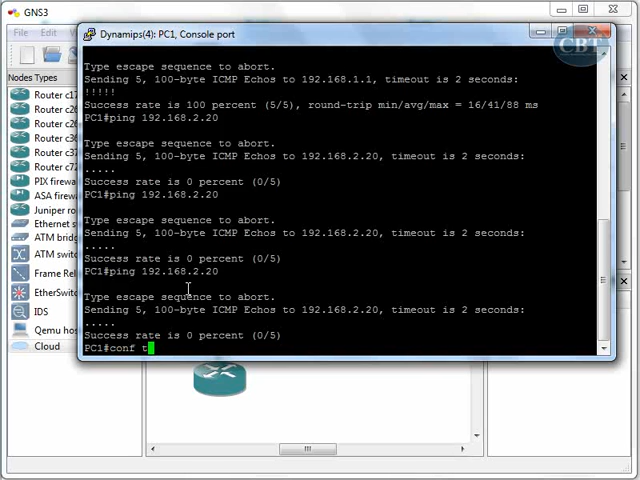 GNS3
Dynamips(4): PC1, Console port
CBT
File
Nodes Types
Router c17
Router c26
Router c26
Router c36
Router c37
Router c72
PIX firewa
ASA firewa
Juniper ro
Ethernet s
ATM bridg
ATM switc
Frame Rel
EtherSwitc
IDS
Qemu host
Cloud
Type escape sequence to abort.
Sending 5, 100-byte ICMP Echos to 192.168.1.1, timeout is 2 seconds:
!!!!!
Success rate is 100 percent (5/5), round-trip min/avg/max = 16/41/88 ms
PC1#ping 192.168.2.20
Type escape sequence to abort.
Sending 5, 100-byte ICMP Echos to 192.168.2.20, timeout is 2 seconds:
.....
Success rate is 0 percent (0/5)
PC1#ping 192.168.2.20
Type escape sequence to abort.
Sending 5, 100-byte ICMP Echos to 192.168.2.20, timeout is 2 seconds:
.....
Success rate is 0 percent (0/5)
PC1#ping 192.168.2.20
Type escape sequence to abort.
Sending 5, 100-byte ICMP Echos to 192.168.2.20, timeout is 2 seconds:
.....
Success rate is 0 percent (0/5)
PC1#conf t